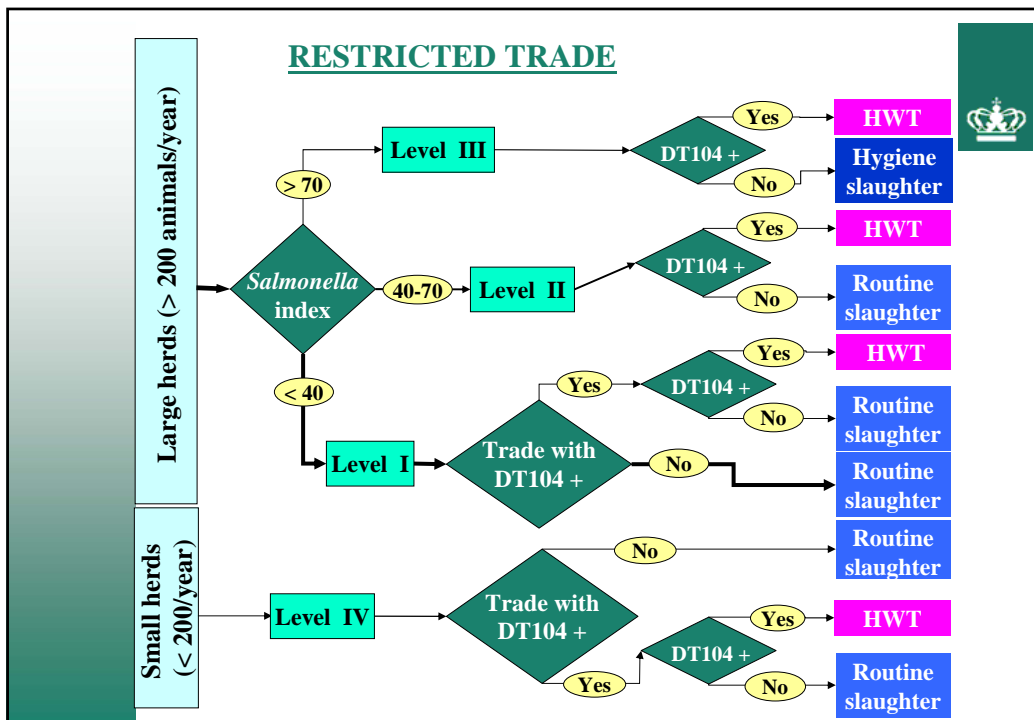 RESTRICTED TRADE
Large herds (> 200 animals/year)
Salmonella
index
> 70
Level III
DT104 +
Yes
HWT
No
Hygiene
slaughter
40-70
Level II
DT104 +
Yes
HWT
No
Routine
slaughter
< 40
Level I
Trade with
DT104 +
Yes
DT104 +
Yes
HWT
No
Routine
slaughter
No
Routine
slaughter
Small herds
(< 200/year)
Level IV
Trade with
DT104 +
No
Routine
slaughter
Yes
DT104 +
Yes
HWT
No
Routine
slaughter